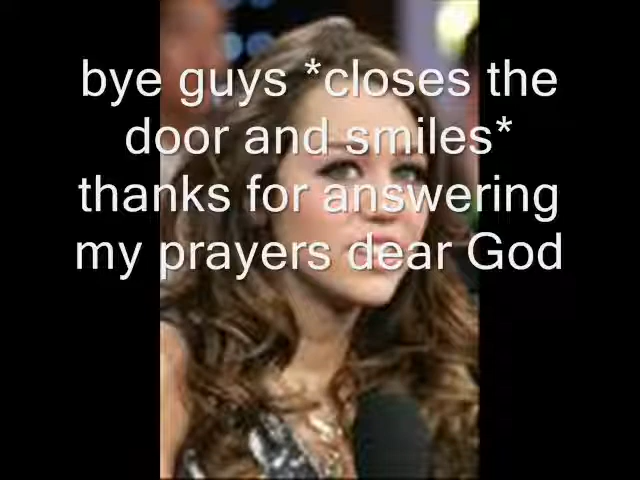 bye guys *closes the
door and smiles*
thanks for answering
my prayers dear God